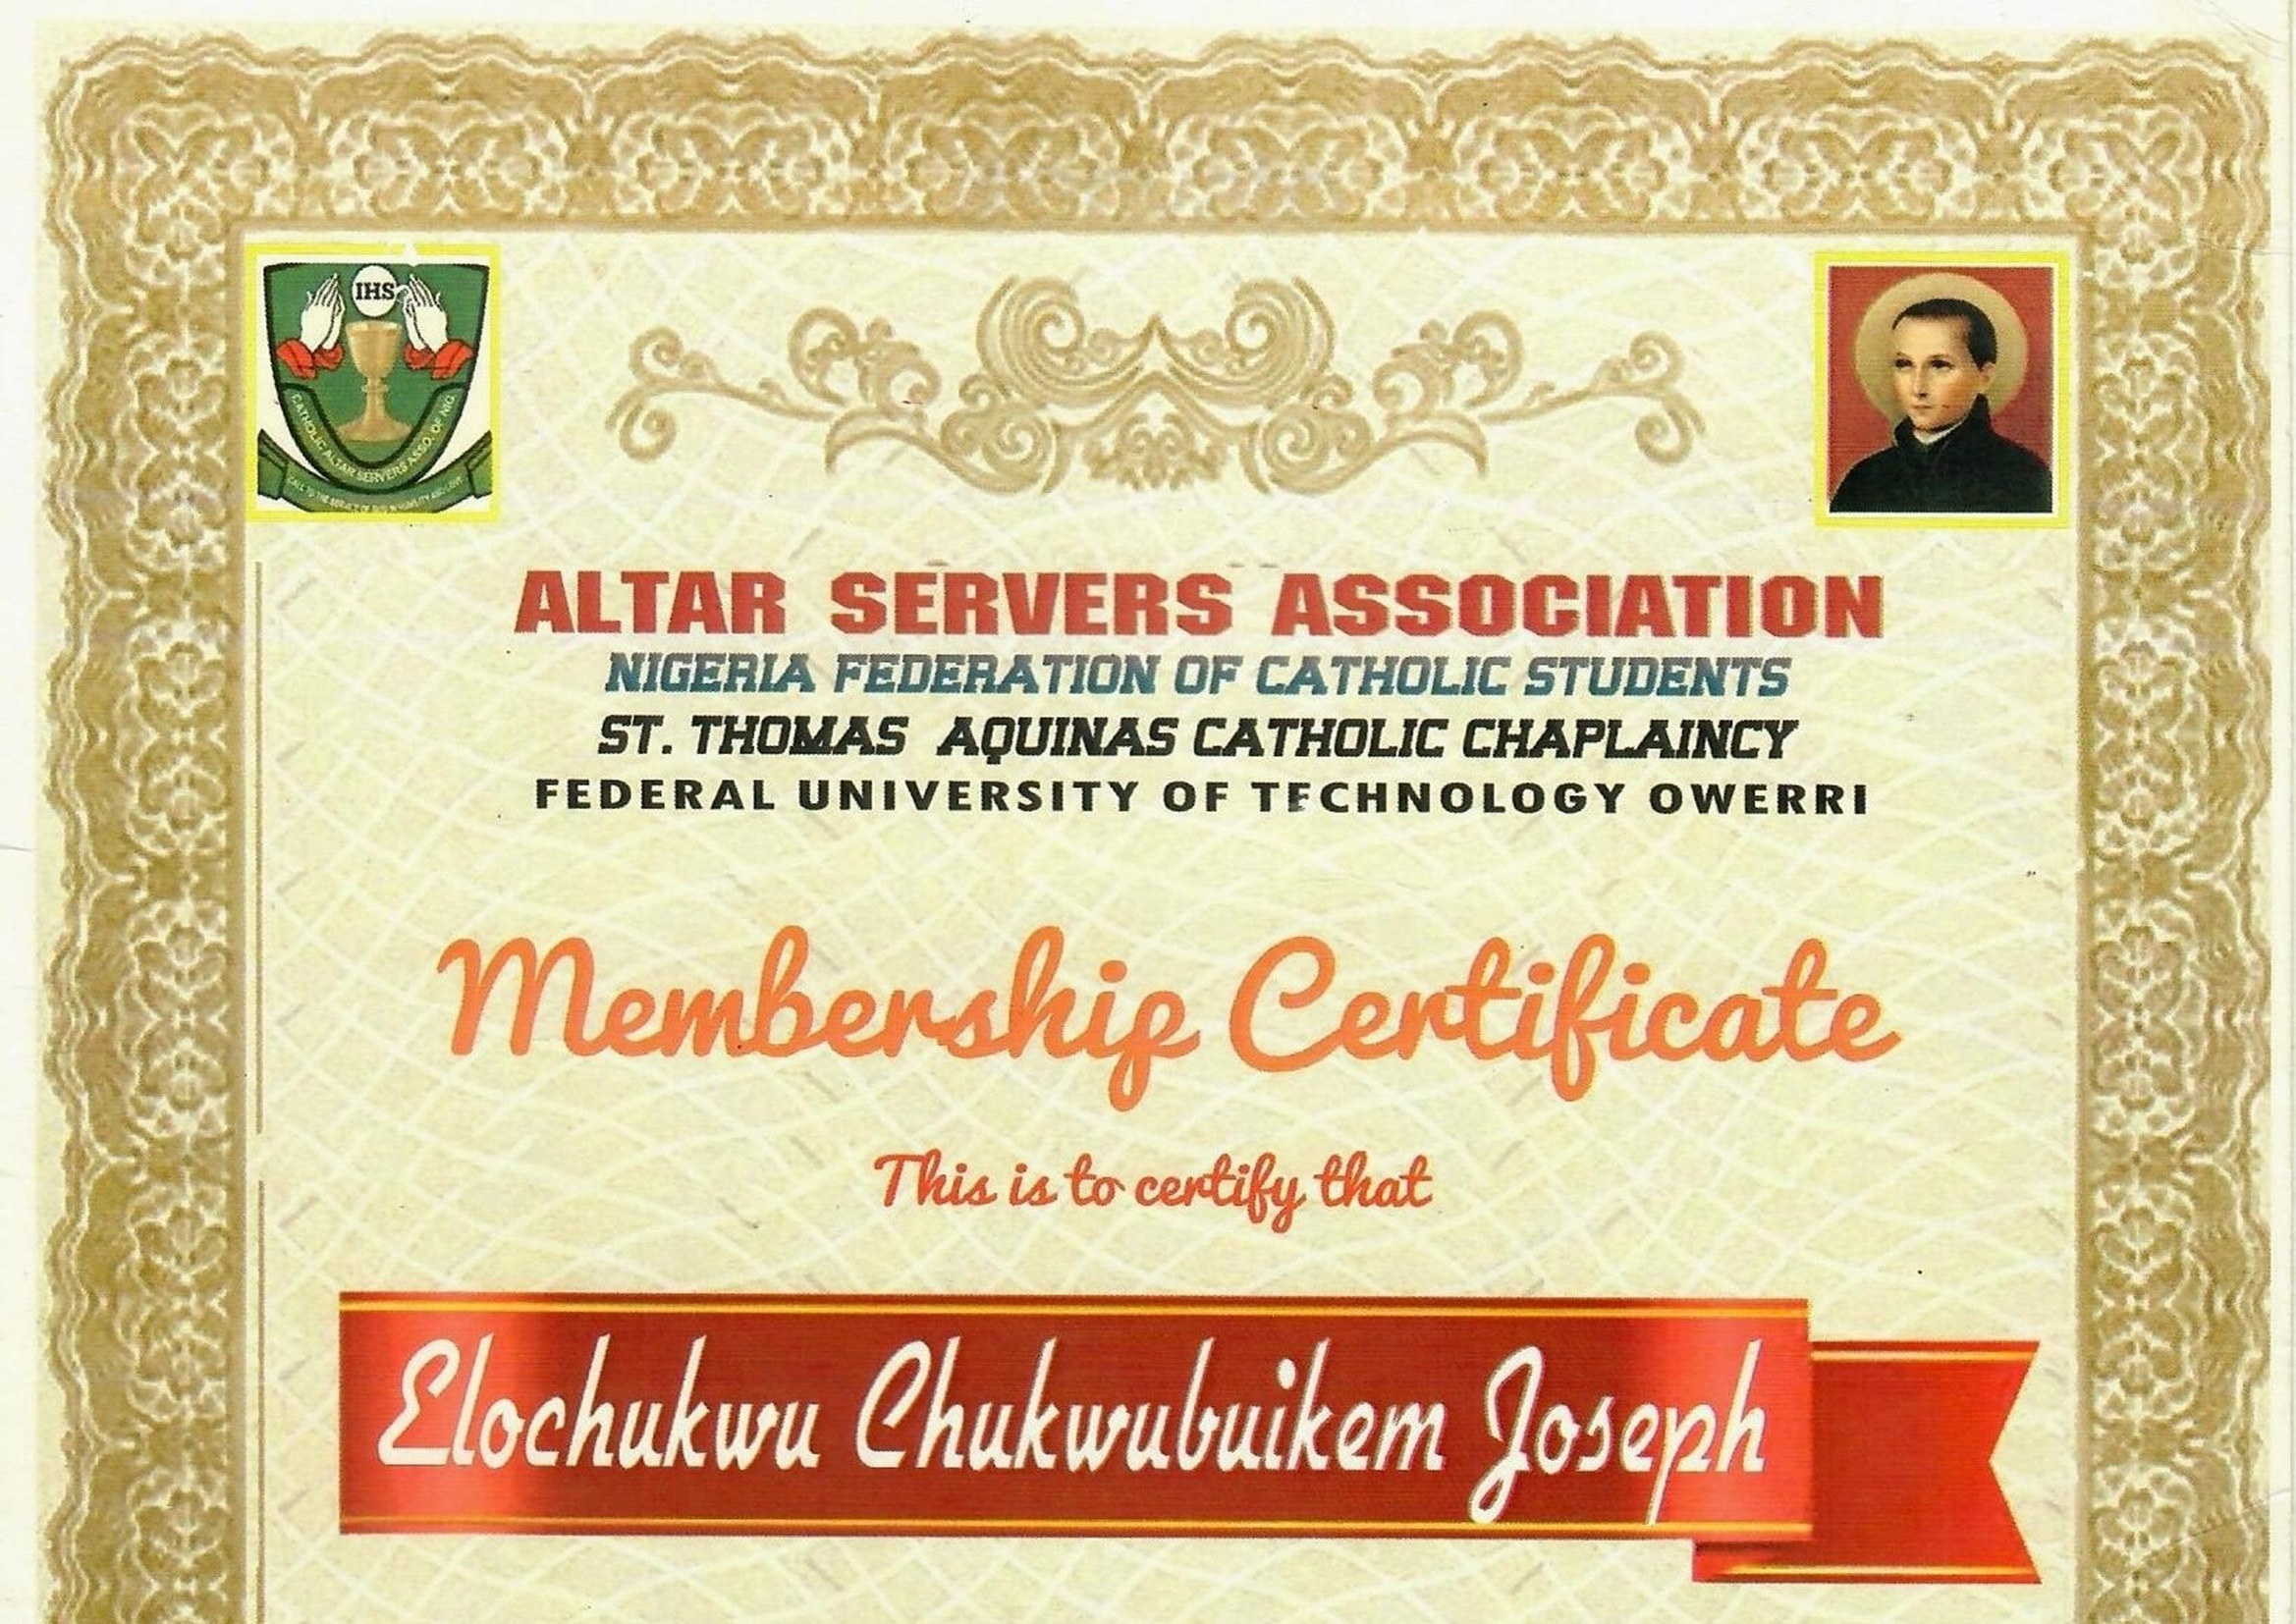 IHS
CATHOLIC ALTAR SERVERS ASSO. OF NIG
ALTAR SERVERS ASSOCIATION
NIGERIA FEDERATION OF CATHOLIC STUDENTS
ST. THOMAS AQUINAS CATHOLIC CHAPLAINCY
FEDERAL UNIVERSITY OF TECHNOLOGY OWERRI
Membership Certificate
This is to certify that
Elochukwu Chukwubuikem Joseph